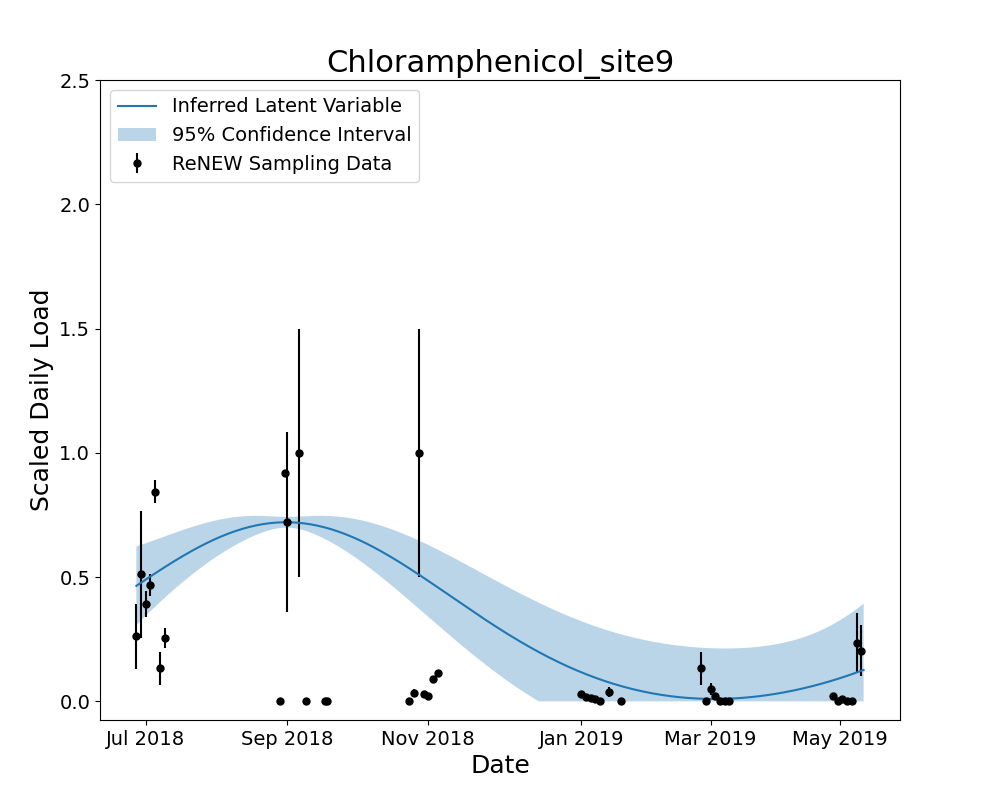 Chloramphenicol_site9
Inferred Latent Variable
95% Confidence Interval
ReNEW Sampling Data
Scaled Daily Load
2.5
2.0
1.5
1.0
0.5
0.0
Jul 2018 Sep 2018 Nov 2018 Jan 2019 Mar 2019 May 2019
Date